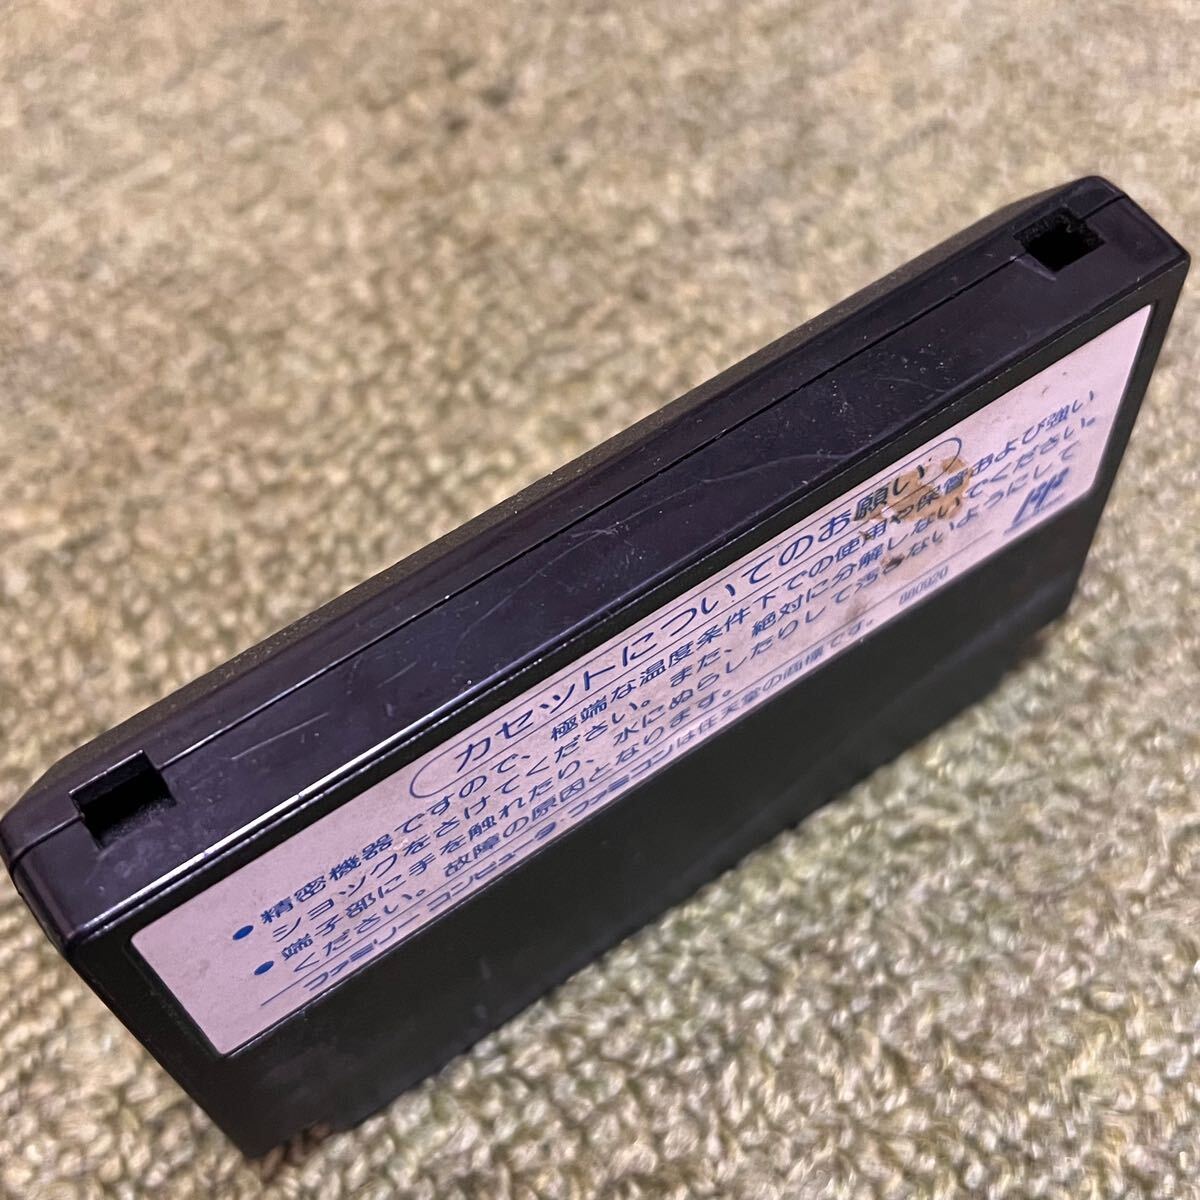 カセットについてのお願い
●精密機器ですので、極端な温度条件下での使用や保管および強い
ショックをさけてください。また、絶対に分解しないでください。
●端子部に手を触れたり、水にぬらしたりして汚さないようにして
ください。故障の原因となります。
ファミリーコンピュータ・ファミコンは任天堂の商標です。